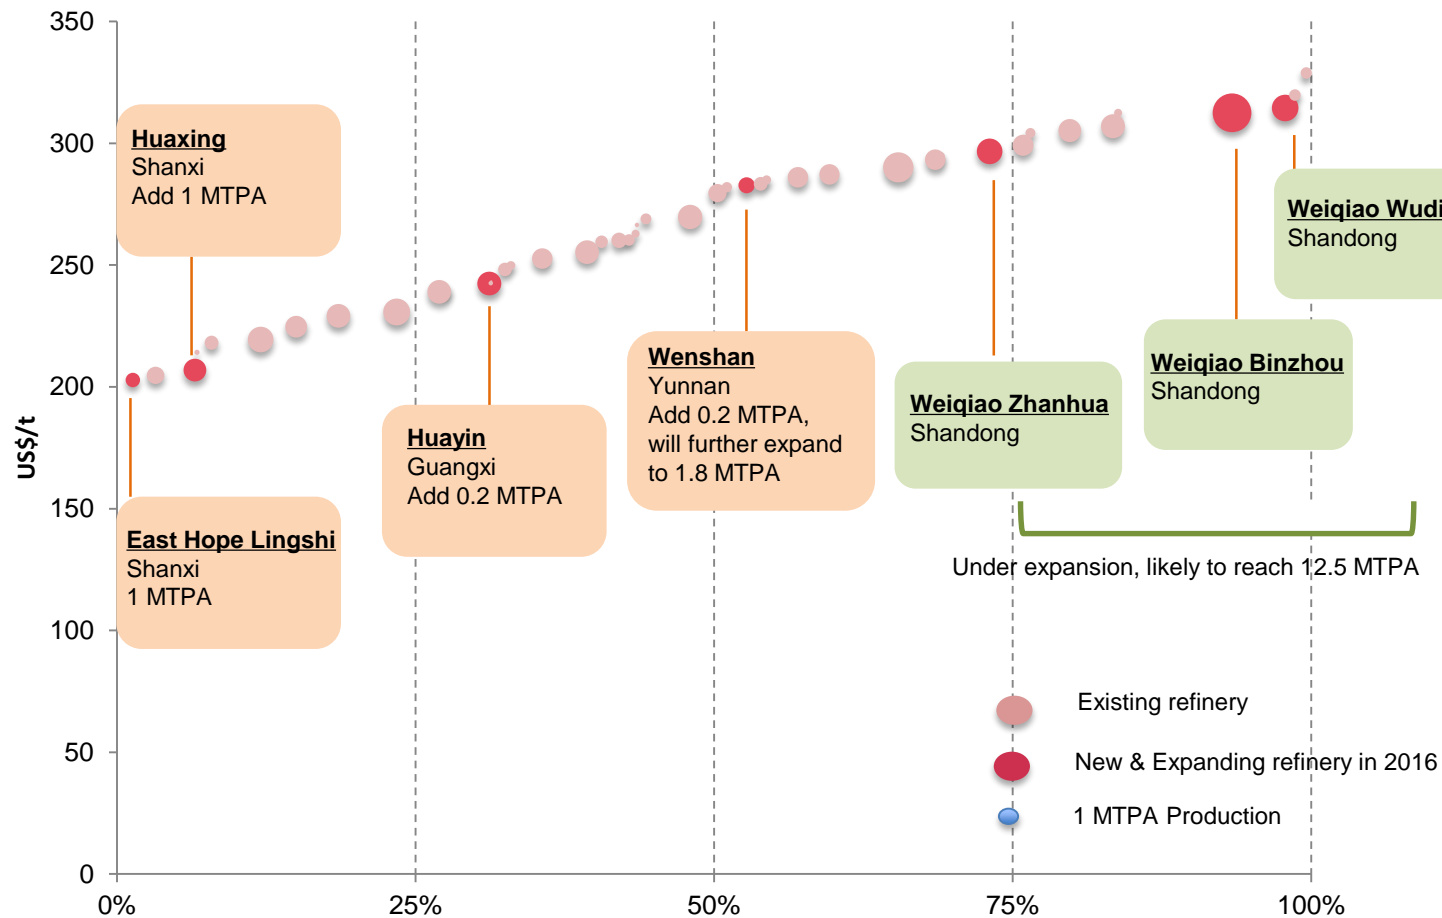 350
300
250
200
150
100
50
0
US$/t
0%
25%
50%
75%
100%
Huaxing
Shanxi
Add 1 MTPA
East Hope Lingshi
Shanxi
1 MTPA
Huayin
Guangxi
Add 0.2 MTPA
Wenshan
Yunnan
Add 0.2 MTPA,
will further expand
to 1.8 MTPA
Weiqiao Zhanhua
Shandong
Weiqiao Binzhou
Shandong
Weiqiao Wudi
Shandong
Under expansion, likely to reach 12.5 MTPA
Existing refinery
New & Expanding refinery in 2016
1 MTPA Production